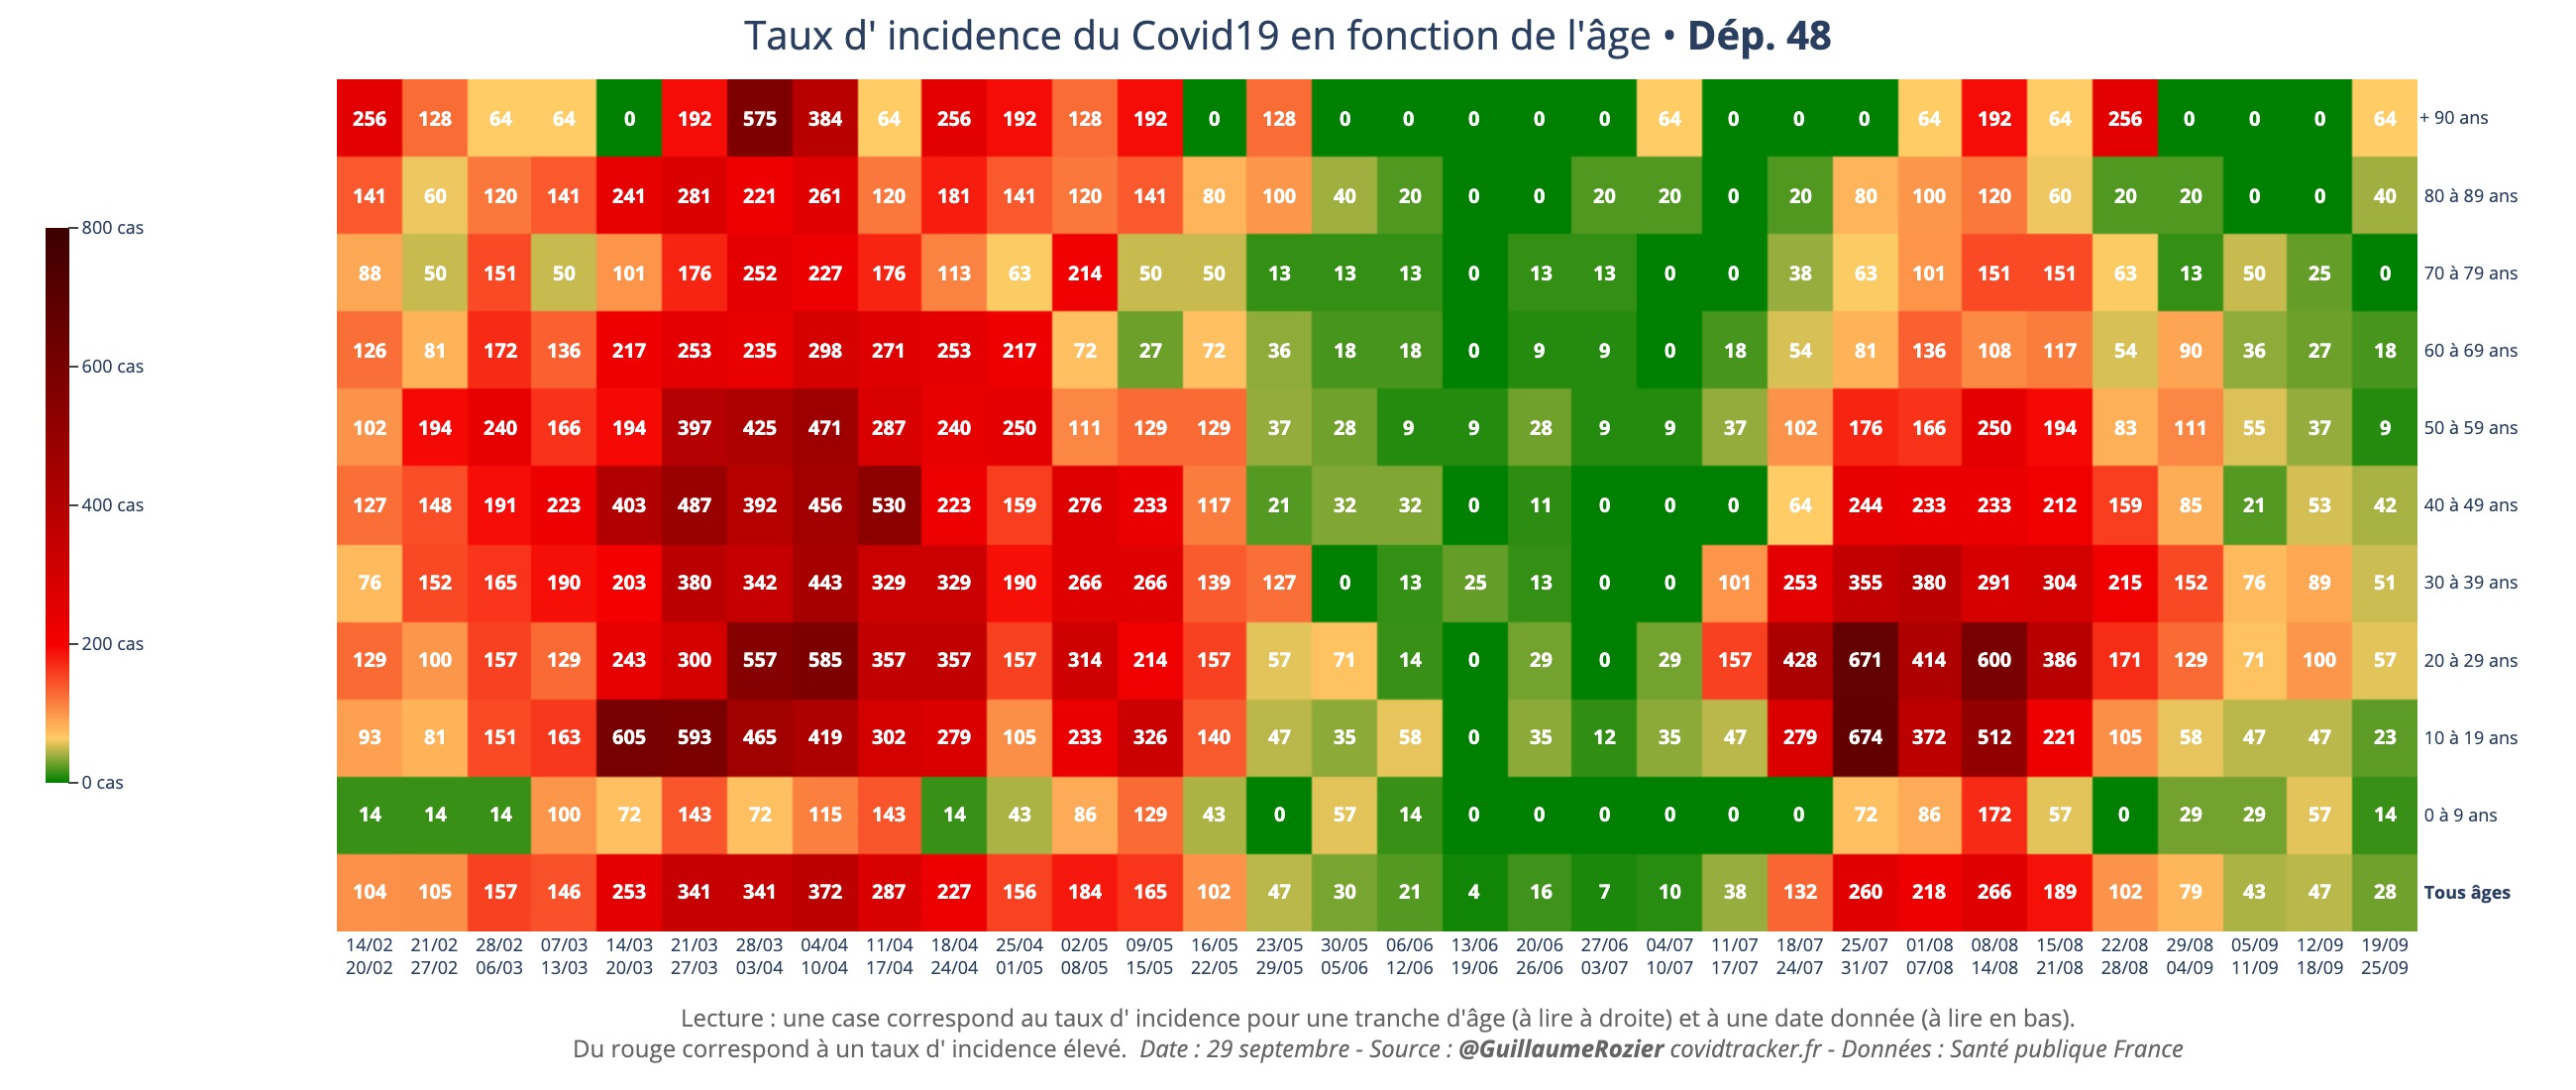 Taux d' incidence du Covid19 en fonction de l'âge • Dép. 48
256 128 64 64 0 192 575 384 64 256 192 128 192 0 128 0 0 0 0 0 64 0 0 0 64 192 64 256 0 0 0 64 + 90 ans
141 60 120 141 241 281 221 261 120 181 141 120 141 80 100 40 20 0 0 20 20 0 20 80 100 120 60 20 20 0 0 40 80 à 89 ans
800 cas
88 50 151 50 101 176 252 227 176 113 63 214 50 50 13 13 13 0 13 13 0 0 38 63 101 151 151 63 13 50 25 0 70 à 79 ans
126 81 172 136 217 253 235 298 271 253 217 72 27 72 36 18 18 0 9 9 0 18 54 81 136 108 117 54 90 36 27 18 60 à 69 ans
600 cas
102 194 240 166 194 397 425 471 287 240 250 111 129 129 37 28 9 9 28 9 9 37 102 176 166 250 194 83 111 55 37 9 50 à 59 ans
400 cas
127 148 191 223 403 487 392 456 530 223 159 276 233 117 21 32 32 0 11 0 0 0 64 244 233 233 212 159 85 21 53 42 40 à 49 ans
76 152 165 190 203 380 342 443 329 329 190 266 266 139 127 0 13 25 13 0 0 101 253 355 380 291 304 215 152 76 89 51 30 à 39 ans
200 cas
129 100 157 129 243 300 557 585 357 357 157 314 214 157 57 71 14 0 29 0 29 157 428 671 414 600 386 171 129 71 100 57 20 à 29 ans
93 81 151 163 605 593 465 419 302 279 105 233 326 140 47 35 58 0 35 12 35 47 279 674 372 512 221 105 58 47 47 23 10 à 19 ans
0 cas
14 14 14 100 72 143 72 115 143 14 43 86 129 43 0 57 14 0 0 0 0 0 0 72 86 172 57 0 29 29 57 14 0 à 9 ans
104 105 157 146 253 341 341 372 287 227 156 184 165 102 47 30 21 4 16 7 10 38 132 260 218 266 189 102 79 43 47 28 Tous âges
14/02 21/02 28/02 07/03 14/03 21/03 28/03 04/04 11/04 18/04 25/04 02/05 09/05 16/05 23/05 30/05 06/06 13/06 20/06 27/06 04/07 11/07 18/07 25/07 01/08 08/08 15/08 22/08 29/08 05/09 12/09 19/09
20/02 27/02 06/03 13/03 20/03 27/03 03/04 10/04 17/04 24/04 01/05 08/05 15/05 22/05 29/05 05/06 12/06 19/06 26/06 03/07 10/07 17/07 24/07 31/07 07/08 14/08 21/08 28/08 04/09 11/09 18/09 25/09
Lecture : une case correspond au taux d' incidence pour une tranche d'âge (à lire à droite) et à une date donnée (à lire en bas).
Du rouge correspond à un taux d' incidence élevé. Date : 29 septembre - Source : @GuillaumeRozier covidtracker.fr - Données : Santé publique France